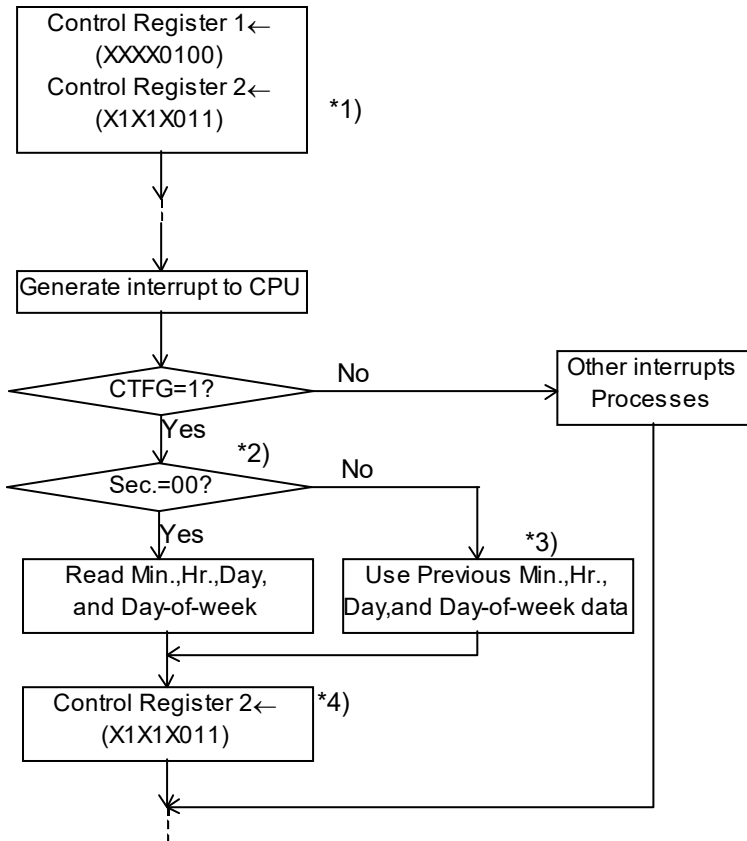 Control Register 1←
(XXXX0100)
Control Register 2←
(X1X1X011)
*1)
Generate interrupt to CPU
CTFG=1?
No
Other interrupts
Processes
Yes
*2)
Sec.=00?
No
Yes
*3)
Read Min.,Hr.,Day,
and Day-of-week
Use Previous Min.,Hr.,
Day,and Day-of-week data
Control Register 2←
(X1X1X011)
*4)